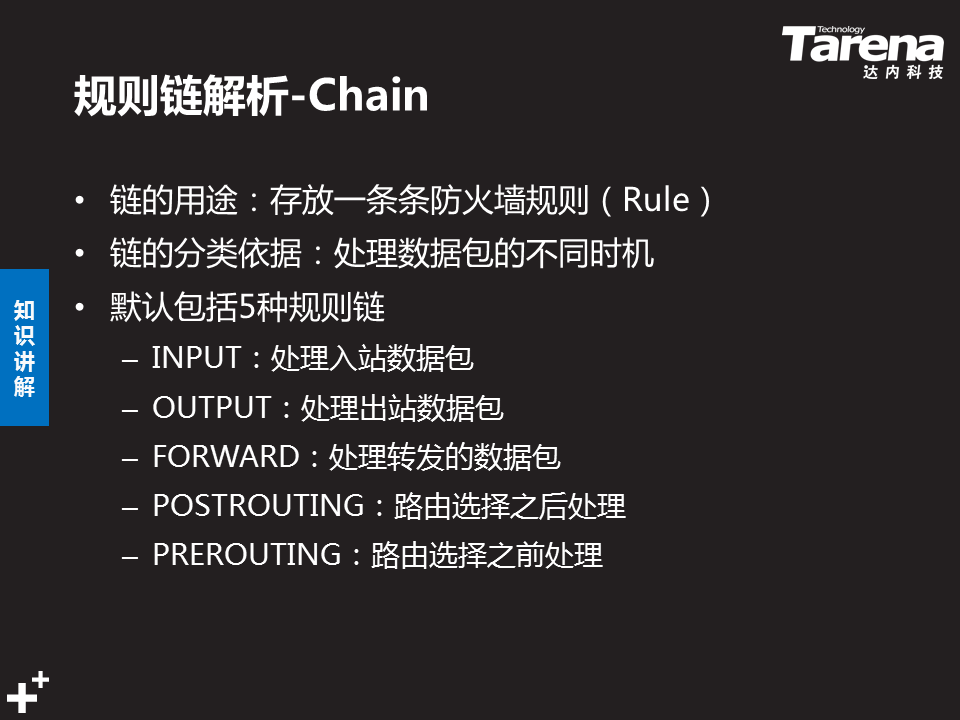 Technology
Tarena
达内科技
规则链解析-Chain
• 链的用途：存放一条条防火墙规则（Rule）
• 链的分类依据：处理数据包的不同时机
• 默认包括5种规则链
– INPUT：处理入站数据包
– OUTPUT：处理出站数据包
– FORWARD：处理转发的数据包
– POSTROUTING：路由选择之后处理
– PREROUTING：路由选择之前处理
知
识
讲
解